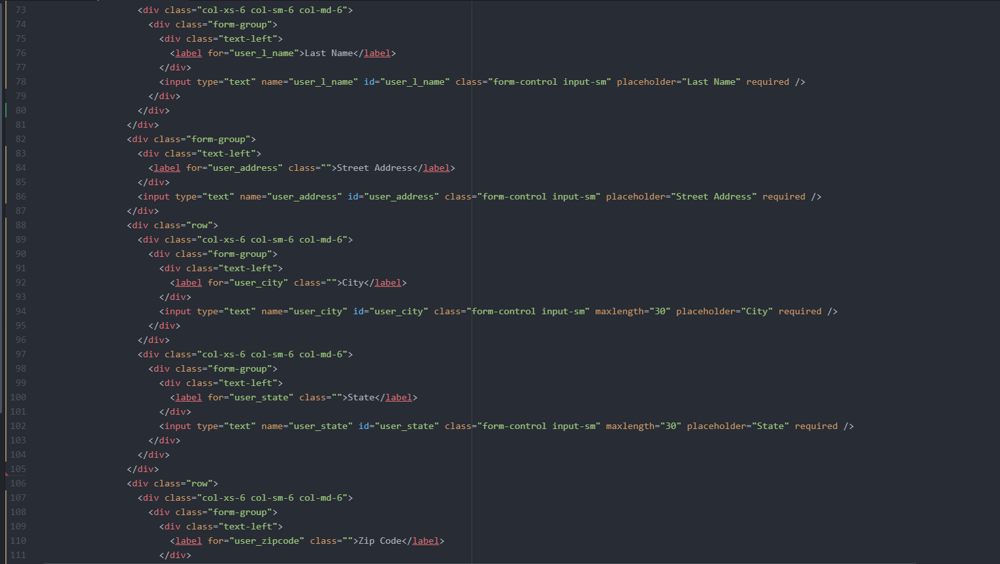 73 <div class="col-xs-6 col-sm-6 col-md-6">
74 <div class="form-group">
75 <div class="text-left">
76 <label for="user_l_name">Last Name</label>
77 </div>
78 <input type="text" name="user_l_name" id="user_l_name" class="form-control input-sm" placeholder="Last Name" required />
79 </div>
80 </div>
81 </div>
82 <div class="form-group">
83 <div class="text-left">
84 <label for="user_address" class="">Street Address</label>
85 </div>
86 <input type="text" name="user_address" id="user_address" class="form-control input-sm" placeholder="Street Address" required />
87 </div>
88 <div class="row">
89 <div class="col-xs-6 col-sm-6 col-md-6">
90 <div class="form-group">
91 <div class="text-left">
92 <label for="user_city" class="">City</label>
93 </div>
94 <input type="text" name="user_city" id="user_city" class="form-control input-sm" maxlength="30" placeholder="City" required />
95 </div>
96 </div>
97 <div class="col-xs-6 col-sm-6 col-md-6">
98 <div class="form-group">
99 <div class="text-left">
100 <label for="user_state" class="">State</label>
101 </div>
102 <input type="text" name="user_state" id="user_state" class="form-control input-sm" maxlength="30" placeholder="State" required />
103 </div>
104 </div>
105 </div>
106 <div class="row">
107 <div class="col-xs-6 col-sm-6 col-md-6">
108 <div class="form-group">
109 <div class="text-left">
110 <label for="user_zipcode" class="">Zip Code</label>
111 </div>